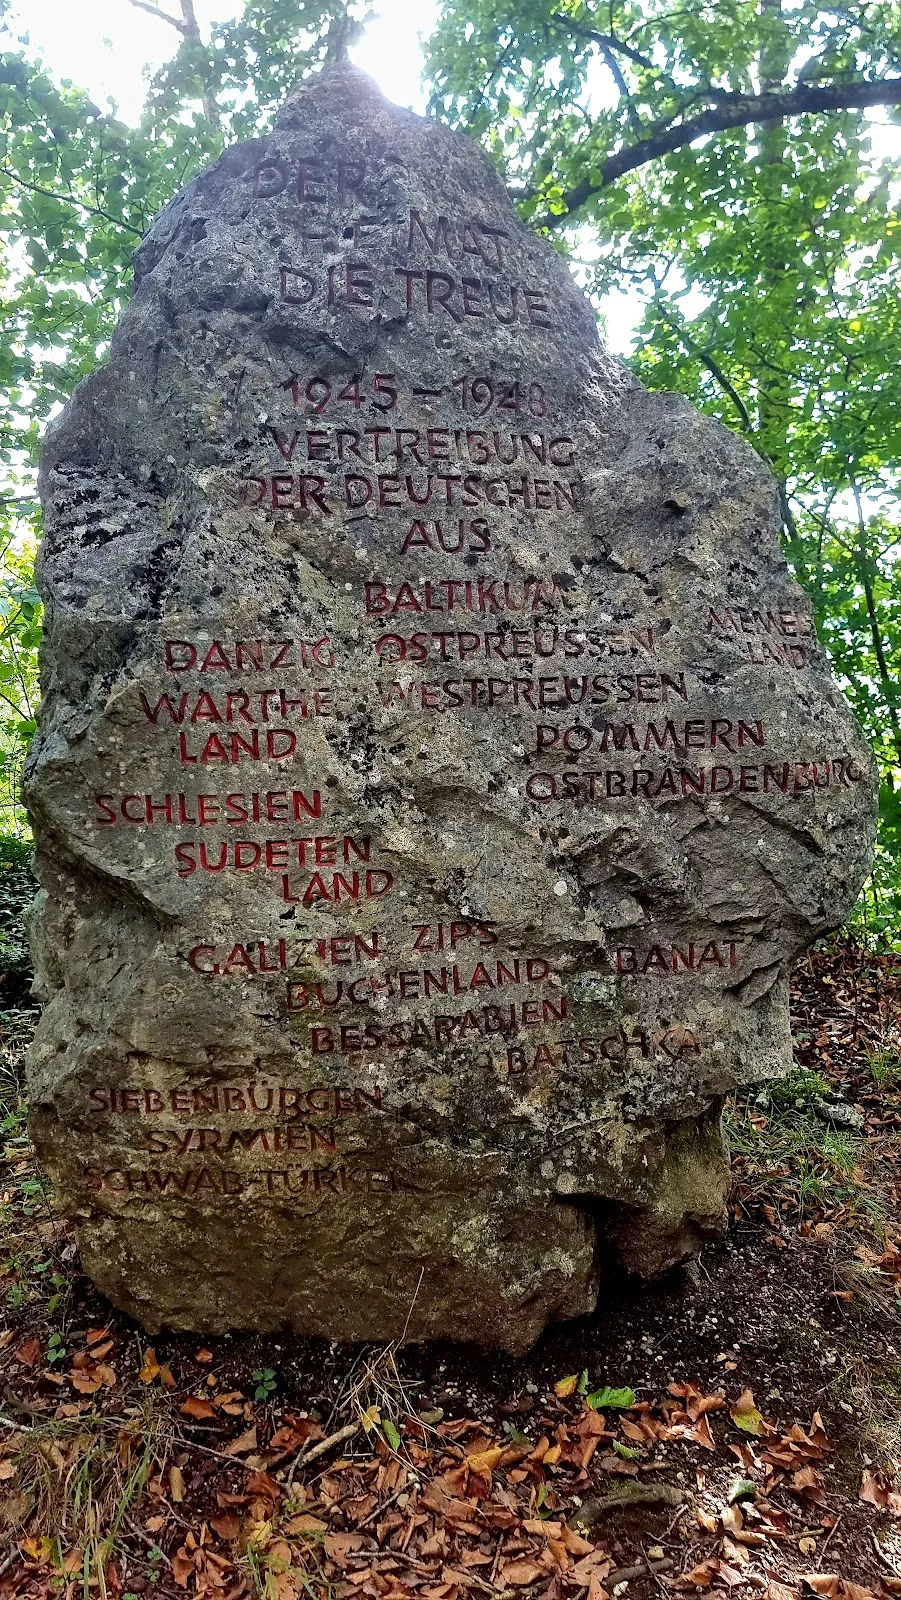 DER
HEIMAT
DIE TREUE
1945 – 1948
VERTREIBUNG
DER DEUTSCHEN
AUS
BALTIKUM
MEMEL
LAND
DANZIG OSTPREUSSEN
WARTHE WESTPREUSSEN
LAND
POMMERN
OSTBRANDENBURG
SCHLESIEN
SUDETEN
LAND
GALIZIEN ZIPS
BUCHENLAND BANAT
BESSARABIEN
BATSCHKA
SIEBENBÜRGEN
SYRMIEN
SCHWÄB-TÜRKEI